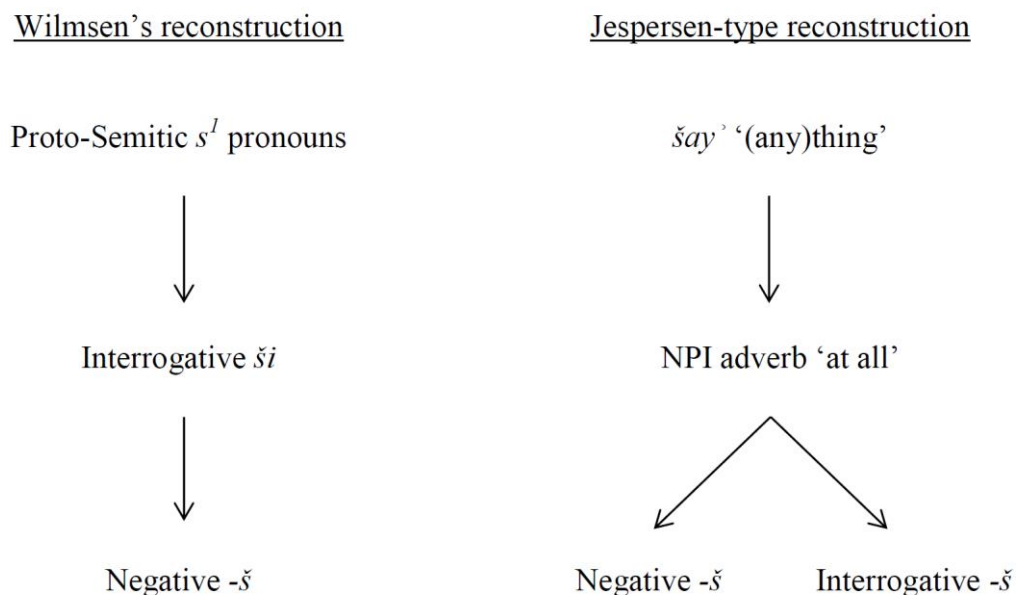 Wilmsen’s reconstruction
Jespersen-type reconstruction
Proto-Semitic s¹ pronouns
šayʾ ‘(any)thing’
Interrogative ši
NPI adverb ‘at all’
Negative -š
Negative -š
Interrogative -š